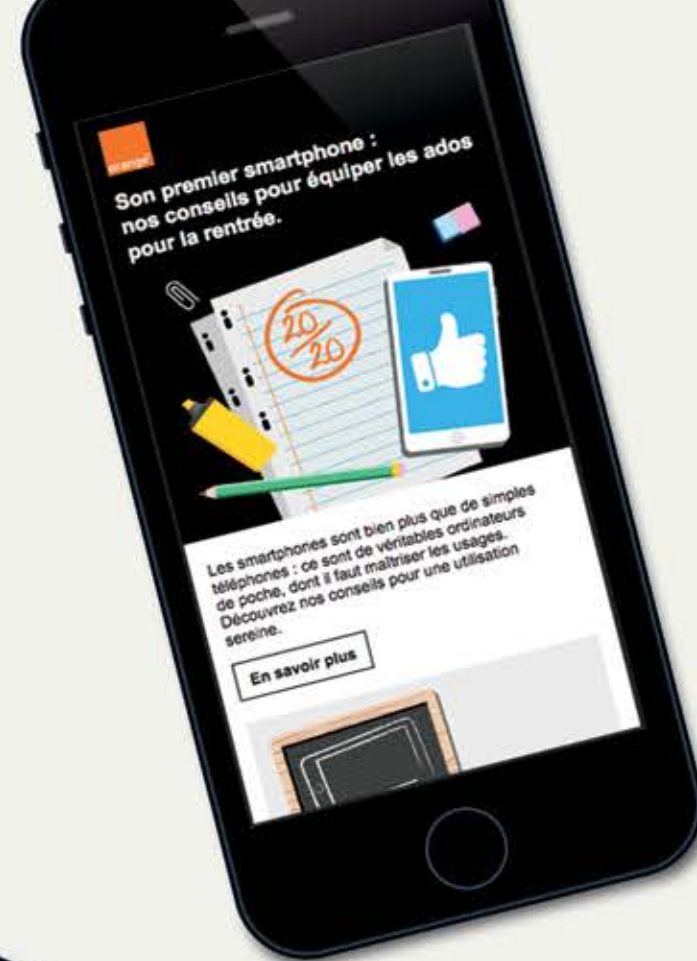 orange
Son premier smartphone :
nos conseils pour équiper les ados
pour la rentrée.
20/20
Les smartphones sont bien plus que de simples
téléphones : ce sont de véritables ordinateurs
de poche, dont il faut maîtriser les usages.
Découvrez nos conseils pour une utilisation
sereine.
En savoir plus